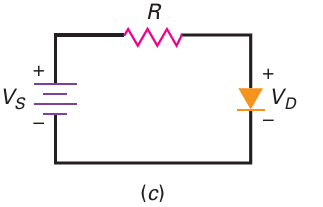 R
+ +
V_S V_D
– –
(c)